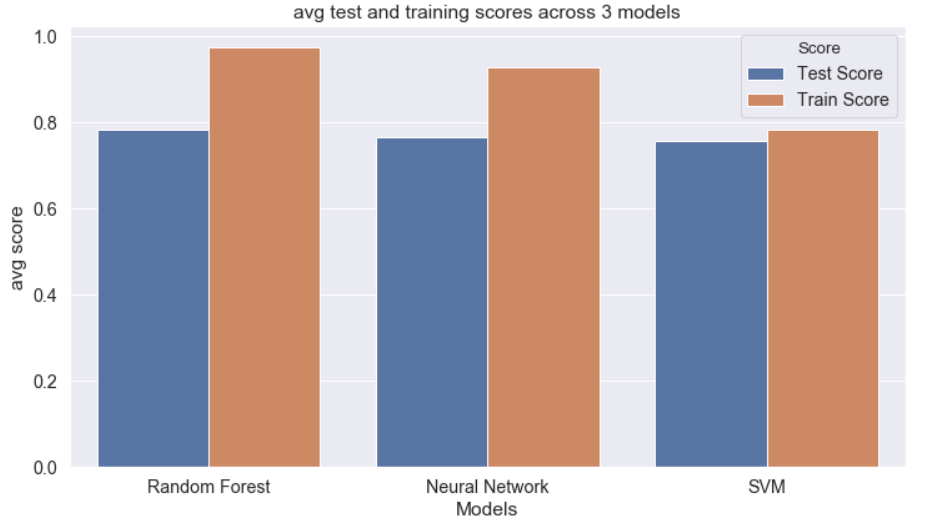 avg test and training scores across 3 models
1.0
0.8
0.6
0.4
0.2
0.0
avg score
Score
Test Score
Train Score
Random Forest
Neural Network
SVM
Models